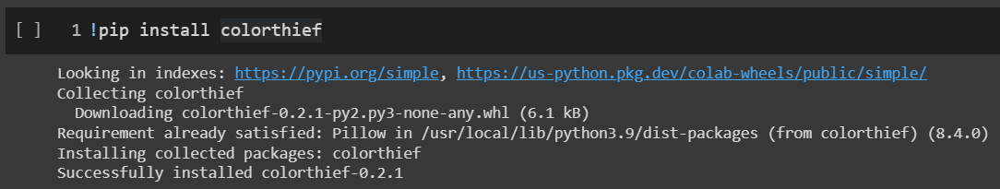 [ ] 1 !pip install colorthief
Looking in indexes: https://pypi.org/simple, https://us-python.pkg.dev/colab-wheels/public/simple/
Collecting colorthief
Downloading colorthief-0.2.1-py2.py3-none-any.whl (6.1 kB)
Requirement already satisfied: Pillow in /usr/local/lib/python3.9/dist-packages (from colorthief) (8.4.0)
Installing collected packages: colorthief
Successfully installed colorthief-0.2.1